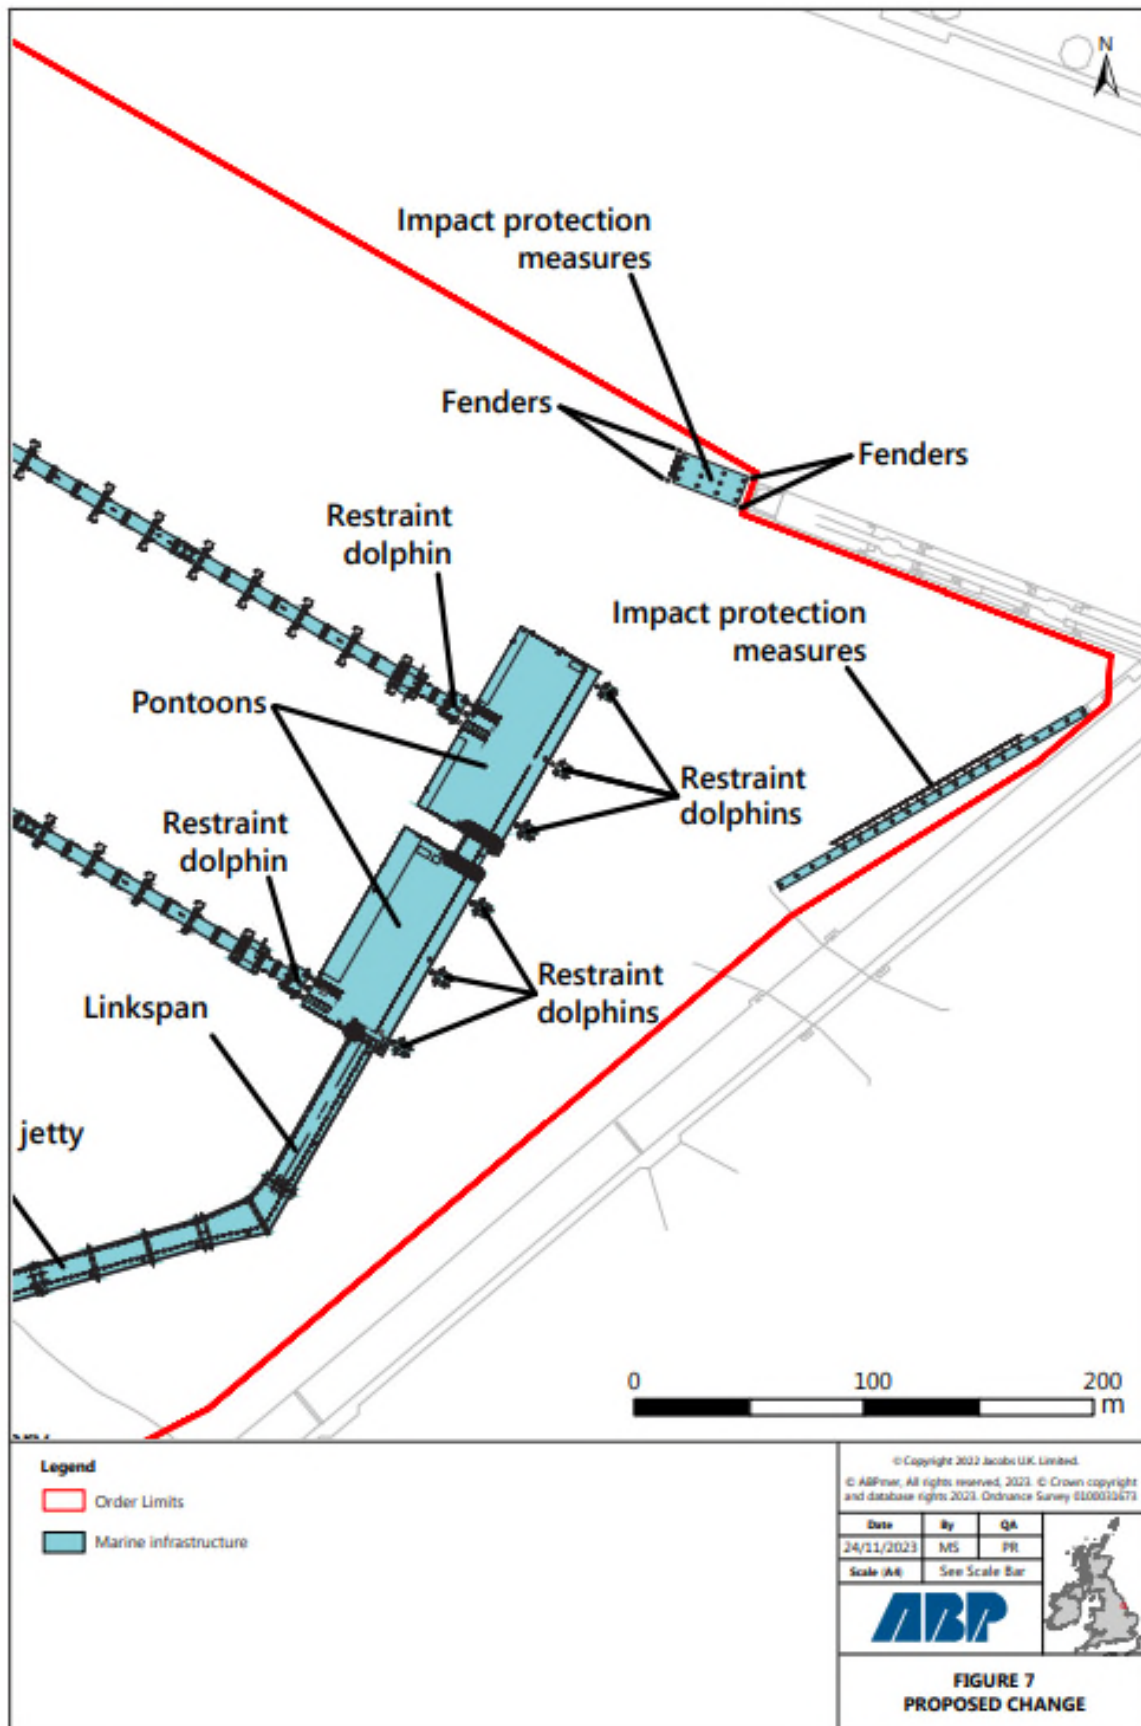 N
Impact protection
measures
Fenders
Fenders
Restraint
dolphin
Impact protection
measures
Pontoons
Restraint
dolphins
Restraint
dolphin
Restraint
dolphins
Linkspan
jetty
0 100 200
m
Legend
Order Limits
Marine infrastructure
© Copyright 2022 Jacobs U.K. Limited.
© ABPmer, All rights reserved, 2023. © Crown copyright
and database rights 2023. Ordnance Survey 0100031673
Date By QA
24/11/2023 MS PR
Scale (A4) See Scale Bar
ABP
FIGURE 7
PROPOSED CHANGE